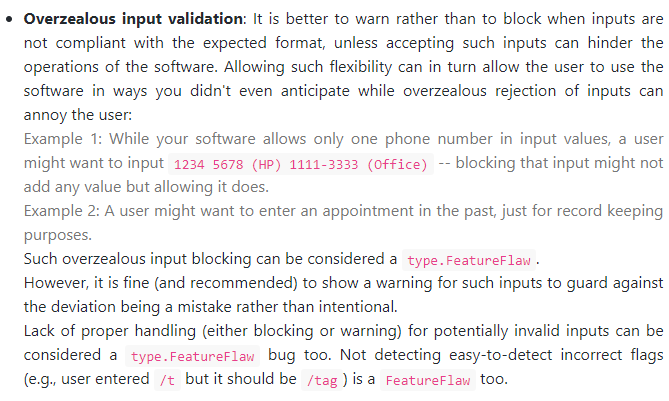 • Overzealous input validation: It is better to warn rather than to block when inputs are
not compliant with the expected format, unless accepting such inputs can hinder the
operations of the software. Allowing such flexibility can in turn allow the user to use the
software in ways you didn't even anticipate while overzealous rejection of inputs can
annoy the user:
Example 1: While your software allows only one phone number in input values, a user
might want to input 1234 5678 (HP) 1111-3333 (Office) -- blocking that input might not
add any value but allowing it does.
Example 2: A user might want to enter an appointment in the past, just for record keeping
purposes.
Such overzealous input blocking can be considered a type.FeatureFlaw.
However, it is fine (and recommended) to show a warning for such inputs to guard against
the deviation being a mistake rather than intentional.
Lack of proper handling (either blocking or warning) for potentially invalid inputs can be
considered a type.FeatureFlaw bug too. Not detecting easy-to-detect incorrect flags
(e.g., user entered /t but it should be /tag) is a FeatureFlaw too.